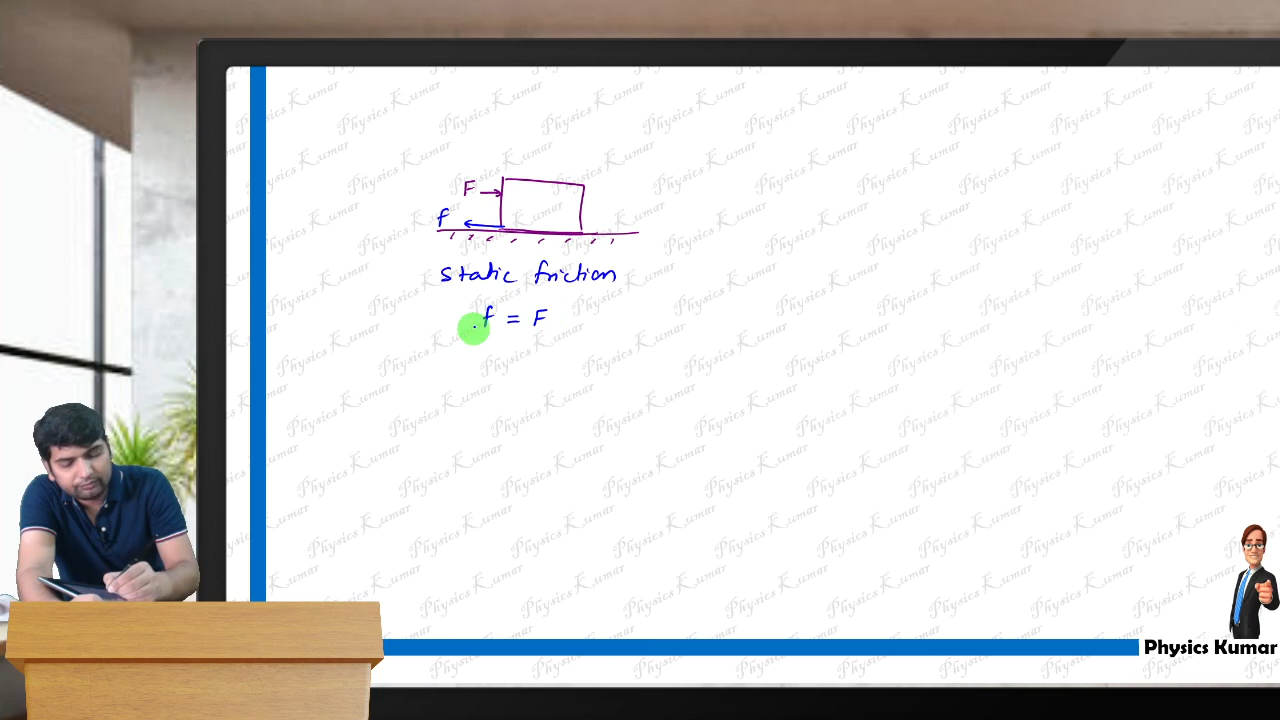 F
f
static friction
f = F
Physics Kumar